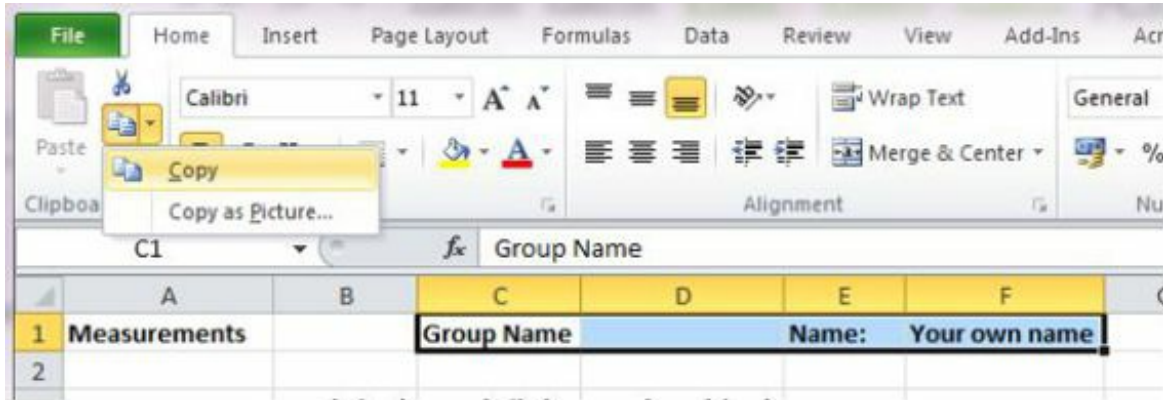 File Home Insert Page Layout Formulas Data Review View Add-Ins
Calibri 11 A A Wrap Text General
Paste Merge & Center %
Copy
Copy as Picture... Alignment
C1 fx Group Name
A B C D E F
1 Measurements Group Name Name: Your own name
2